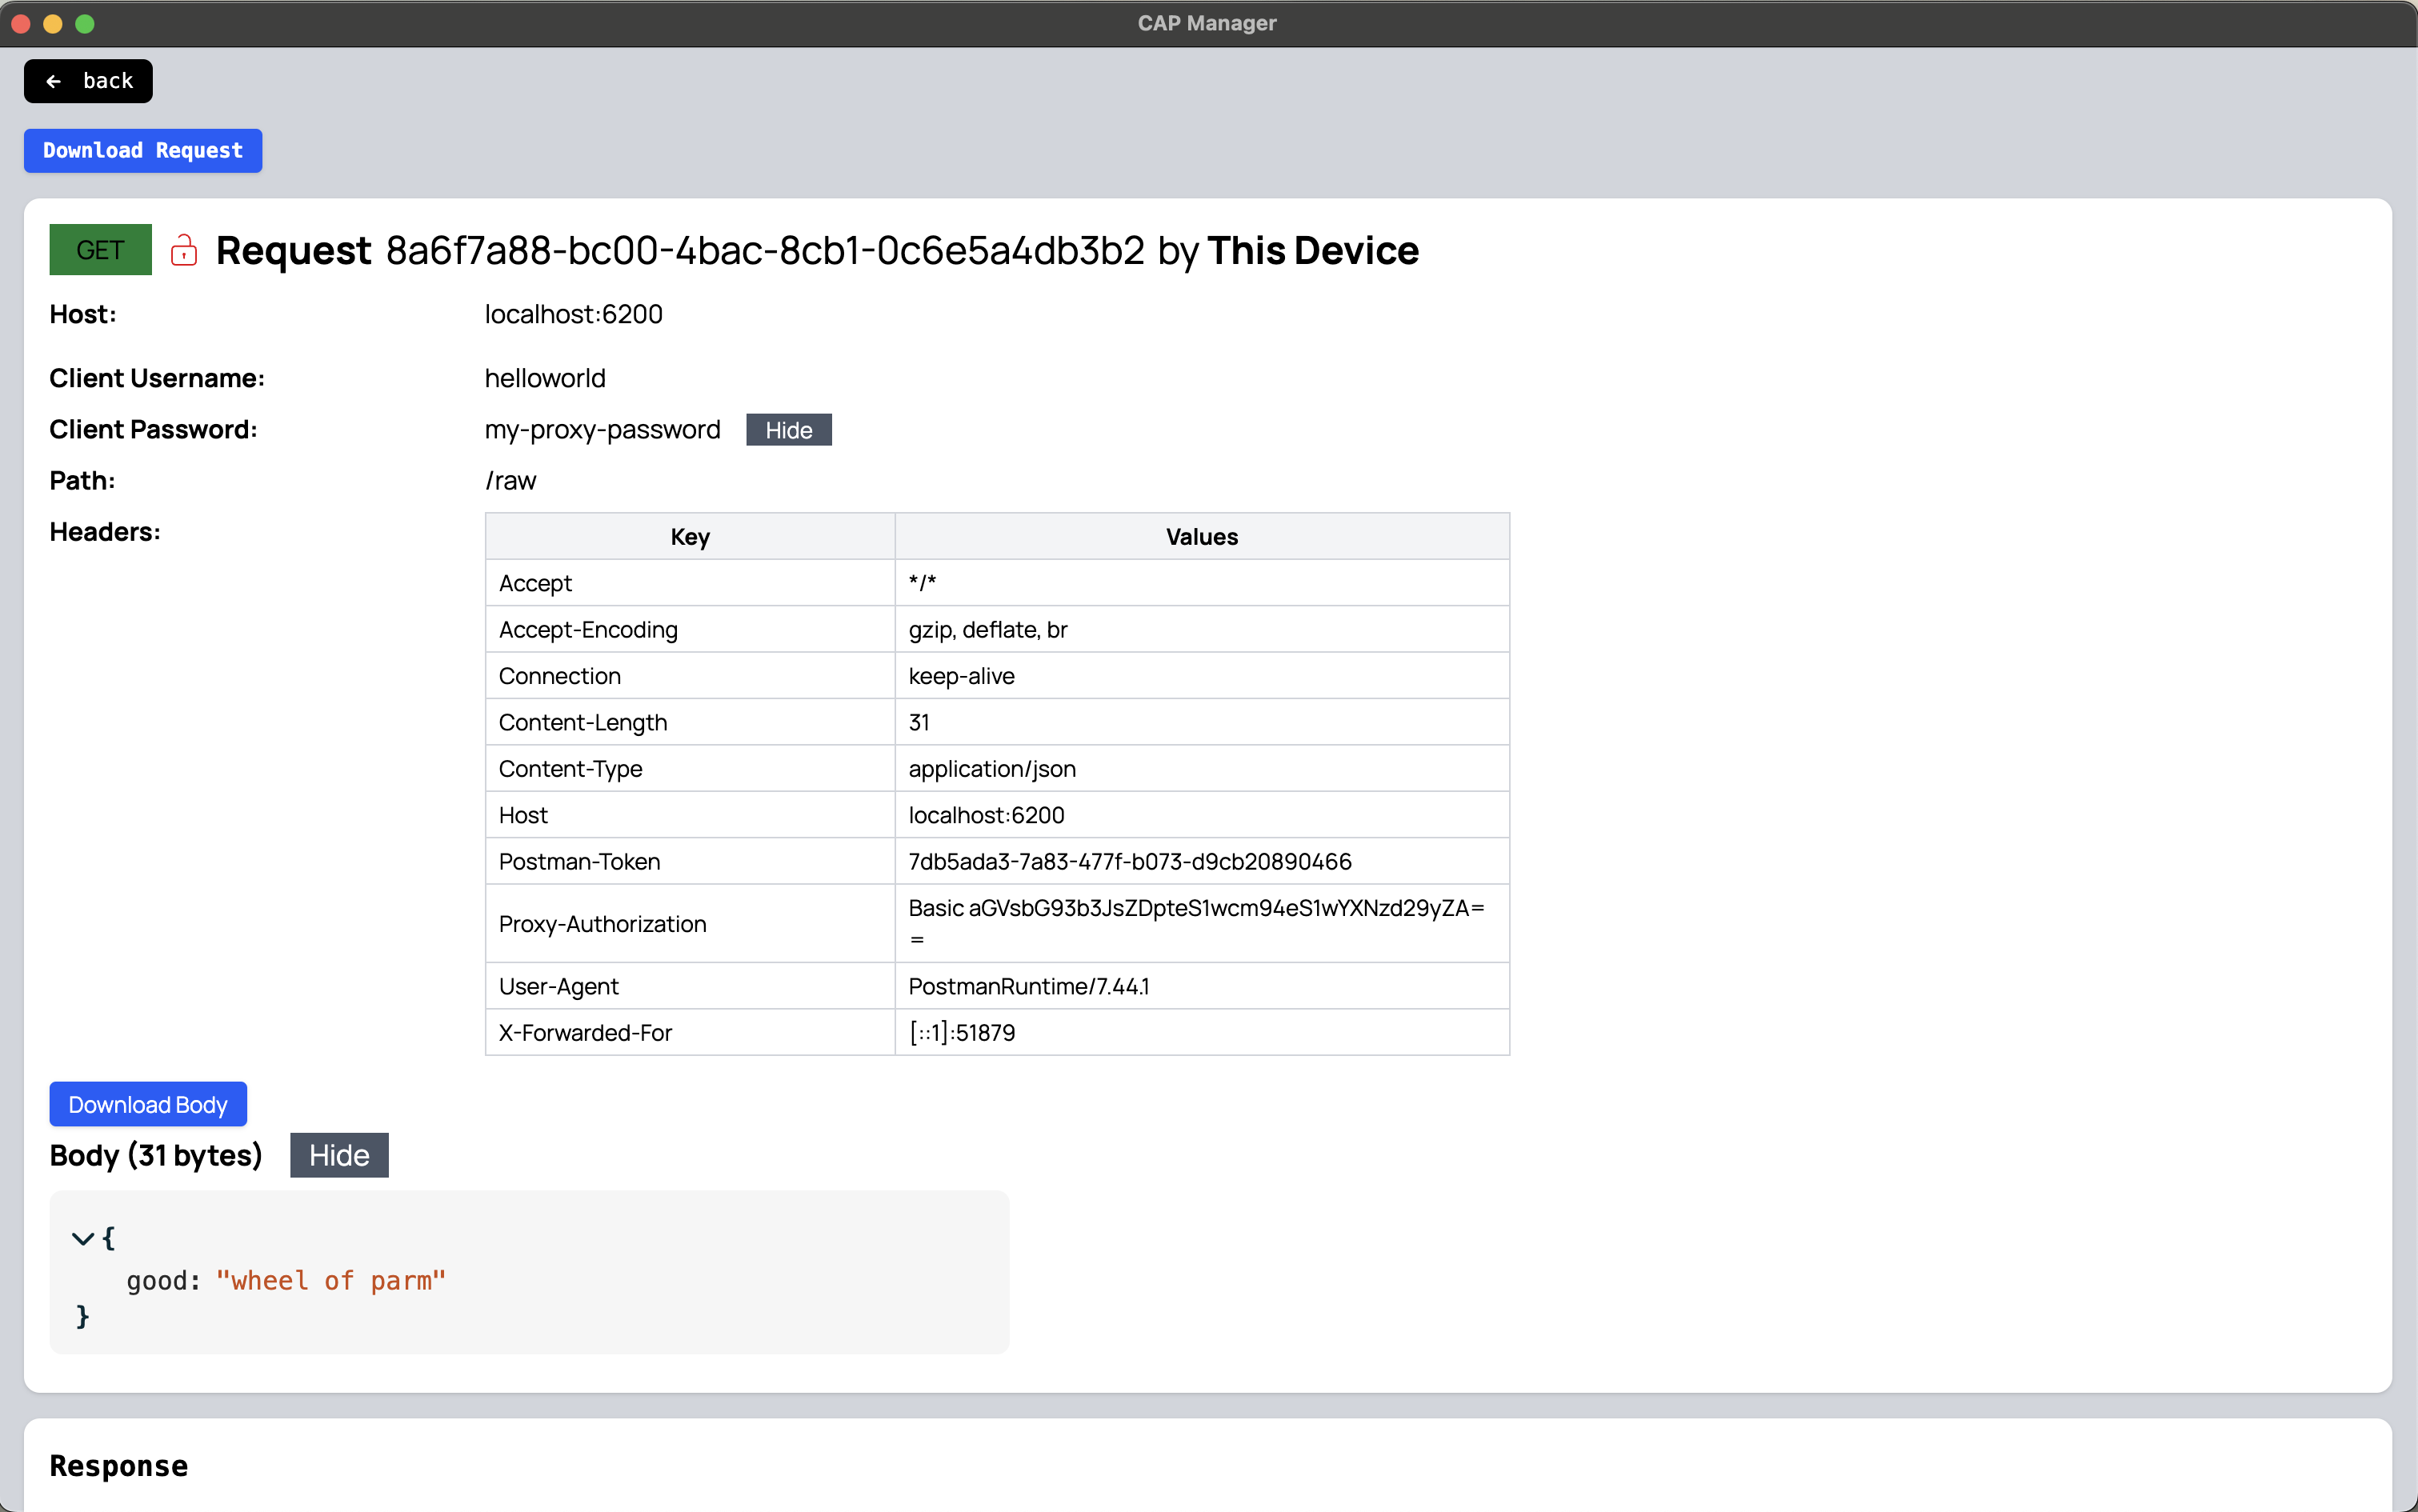 CAP Manager
← back
Download Request
GET Request 8a6f7a88-bc00-4bac-8cb1-0c6e5a4db3b2 by This Device
Host: localhost:6200
Client Username: helloworld
Client Password: my-proxy-password Hide
Path: /raw
Headers:
Key Values
Accept */*
Accept-Encoding gzip, deflate, br
Connection keep-alive
Content-Length 31
Content-Type application/json
Host localhost:6200
Postman-Token 7db5ada3-7a83-477f-b073-d9cb20890466
Proxy-Authorization Basic aGVsbG93b3JsZDpteS1wcm94eS1wYXNzd29yZA=
=
User-Agent PostmanRuntime/7.44.1
X-Forwarded-For [::1]:51879
Download Body
Body (31 bytes) Hide
{
good: "wheel of parm"
}
Response